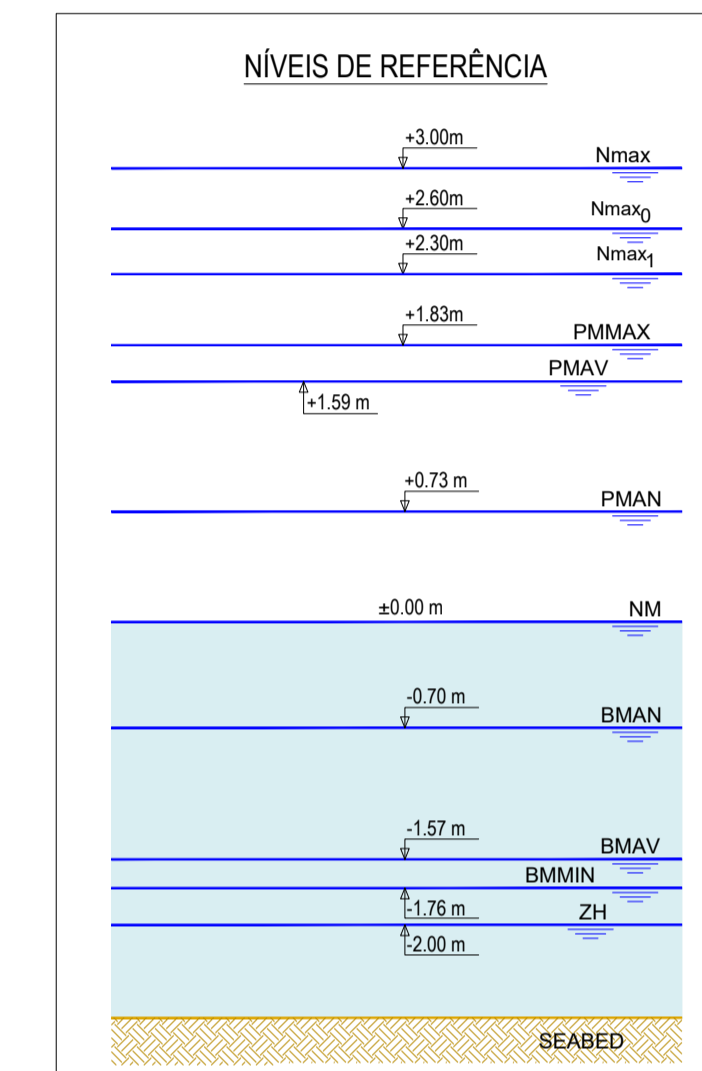 NÍVEIS DE REFERÊNCIA
+3.00m
Nmax
+2.60m
Nmax0
+2.30m
Nmax1
+1.83m
PMMAX
PMAV
+1.59 m
+0.73 m
PMAN
±0.00 m
NM
-0.70 m
BMAN
-1.57 m
BMAV
BMMIN
-1.76 m
ZH
-2.00 m
SEABED